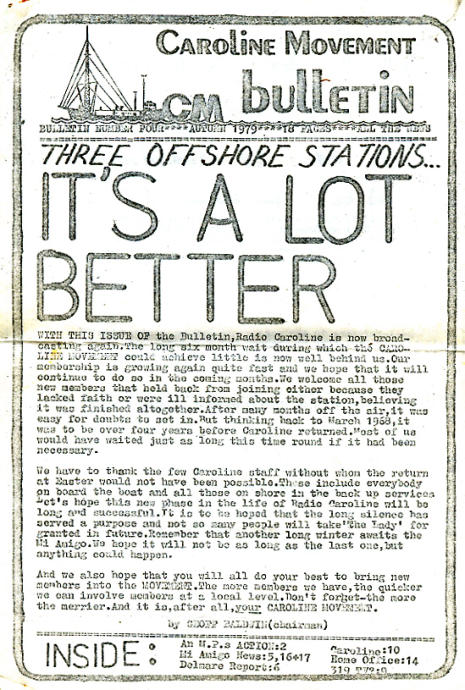 CAROLINE MOVEMENT
CM bulletin
BULLETIN NUMBER FOUR****AUTUMN 1979****18 PAGES****ALL THE NEWS
THREE OFFSHORE STATIONS...
IT'S A LOT
BETTER
WITH THIS ISSUE OF the Bulletin,Radio Caroline is now broad-
casting again.The long six month wait during which the CARO-
LINE MOVEMENT could achieve little is now well behind us.Our
membership is growing again quite fast and we hope that it will
continue to do so in the coming months.We welcome all those
new members that held back from joining either because they
lacked faith or were ill informed about the station,believing
it was finished altogether.After many months off the air,it was
easy for doubts to set in.But thinking back to March 1968,it
was to be over four years before Caroline returned.Most of us
would have waited just as long this time round if it had been
necessary.
We have to thank the few Caroline staff without whom the return
at Easter would not have been possible.These include everybody
on board the boat and all those on shore in the back up services
Let's hope this new phase in the life of Radio Caroline will be
long and successful.It is to be hoped that the long silence has
served a purpose and not so many people will take"the Lady' for
granted in future.Remember that another long winter awaits the
Mi Amigo.We hope it will not be as long as the last one,but
anything could happen.
And we also hope that you will all do your best to bring new
members into the MOVEMENT.The more members we have,the quicker
we can involve members at a local level.Don't forget-the more
the merrier.And it is,after all,your CAROLINE MOVEMENT.
by GEOFF BALDWIN(chairman)
INSIDE:
An M.P.s ACTION:2
Mi Amigo News:5,16+17
Delmare Report:6
Caroline:10
Home Office:14
319